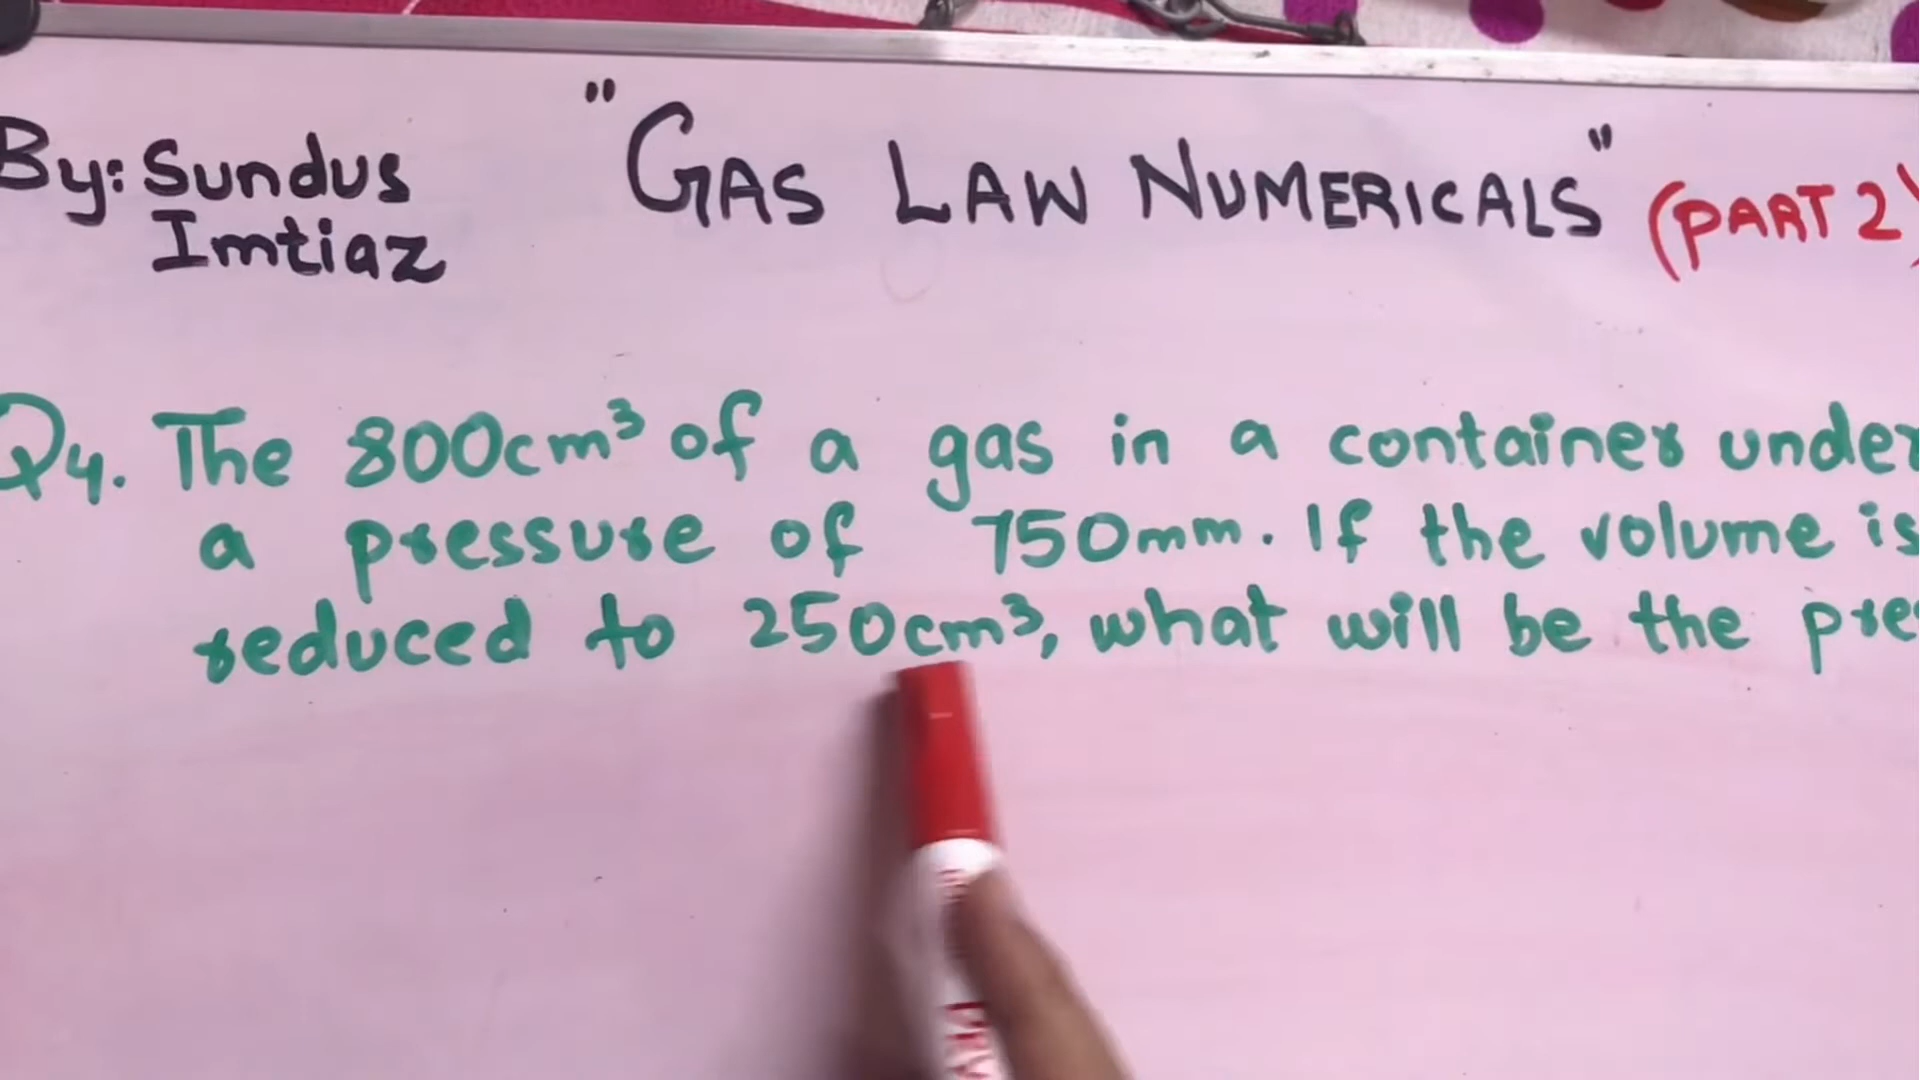 By: Sundus
Imtiaz
"GAS LAW NUMERICALS" (PART 2)
Q4. The 800cm³ of a gas in a container under
a pressure of 750mm. If the volume is
reduced to 250cm³, what will be the pre